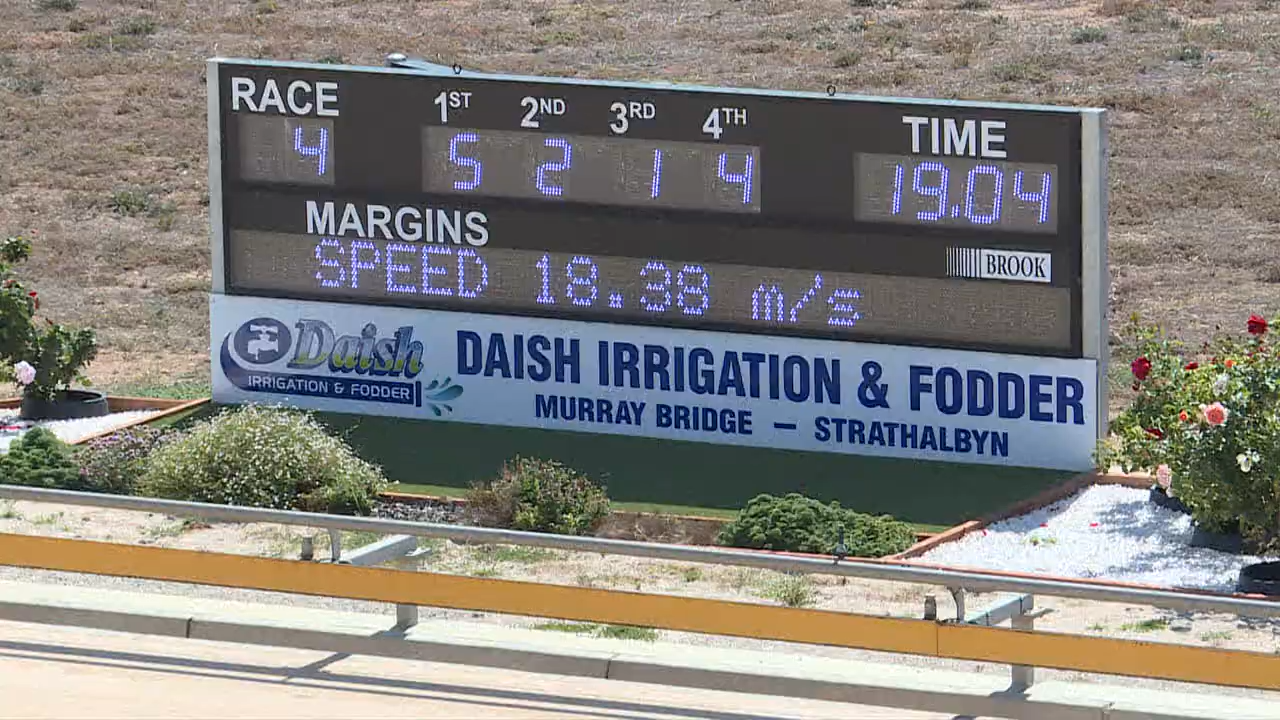 RACE 1ST 2ND 3RD 4TH TIME
4 5 2 1 4 19.04
MARGINS
BROOK
SPEED 18.38 m/s
Daish
IRRIGATION & FODDER
DAISH IRRIGATION & FODDER
MURRAY BRIDGE – STRATHALBYN